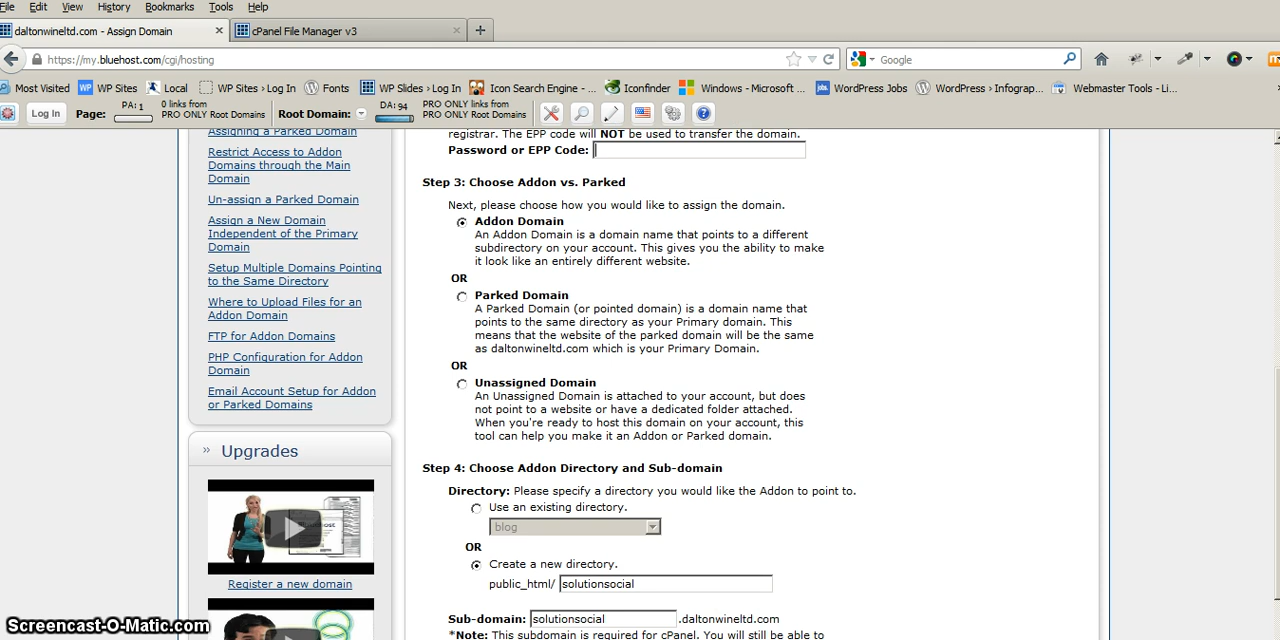 File Edit View History Bookmarks Tools Help
daltonwineltd.com - Assign Domain × cPanel File Manager v3 × +
https://my.bluehost.com/cgi/hosting Google
Most Visited WP Sites Local WP Sites › Log In Fonts WP Slides › Log In Icon Search Engine - ... Iconfinder Windows - Microsoft ... WordPress Jobs WordPress › Infograp... Webmaster Tools - Li...
Log In Page: PA: 1 0 links from Root Domain: DA: 94 PRO ONLY links from
PRO ONLY Root Domains PRO ONLY Root Domains
Assigning a Parked Domain
Restrict Access to Addon
Domains through the Main
Domain
Un-assign a Parked Domain
Assign a New Domain
Independent of the Primary
Domain
Setup Multiple Domains Pointing
to the Same Directory
Where to Upload Files for an
Addon Domain
FTP for Addon Domains
PHP Configuration for Addon
Domain
Email Account Setup for Addon
or Parked Domains
» Upgrades
Register a new domain
registrar. The EPP code will NOT be used to transfer the domain.
Password or EPP Code:
Step 3: Choose Addon vs. Parked
Next, please choose how you would like to assign the domain.
Addon Domain
An Addon Domain is a domain name that points to a different
subdirectory on your account. This gives you the ability to make
it look like an entirely different website.
OR
Parked Domain
A Parked Domain (or pointed domain) is a domain name that
points to the same directory as your Primary domain. This
means that the website of the parked domain will be the same
as daltonwineltd.com which is your Primary Domain.
OR
Unassigned Domain
An Unassigned Domain is attached to your account, but does
not point to a website or have a dedicated folder attached.
When you're ready to host this domain on your account, this
tool can help you make it an Addon or Parked domain.
Step 4: Choose Addon Directory and Sub-domain
Directory: Please specify a directory you would like the Addon to point to.
Use an existing directory.
blog
OR
Create a new directory.
public_html/ solutionsocial
Sub-domain: solutionsocial .daltonwineltd.com
*Note: This subdomain is required for cPanel. You will still be able to
Screencast-O-Matic.com